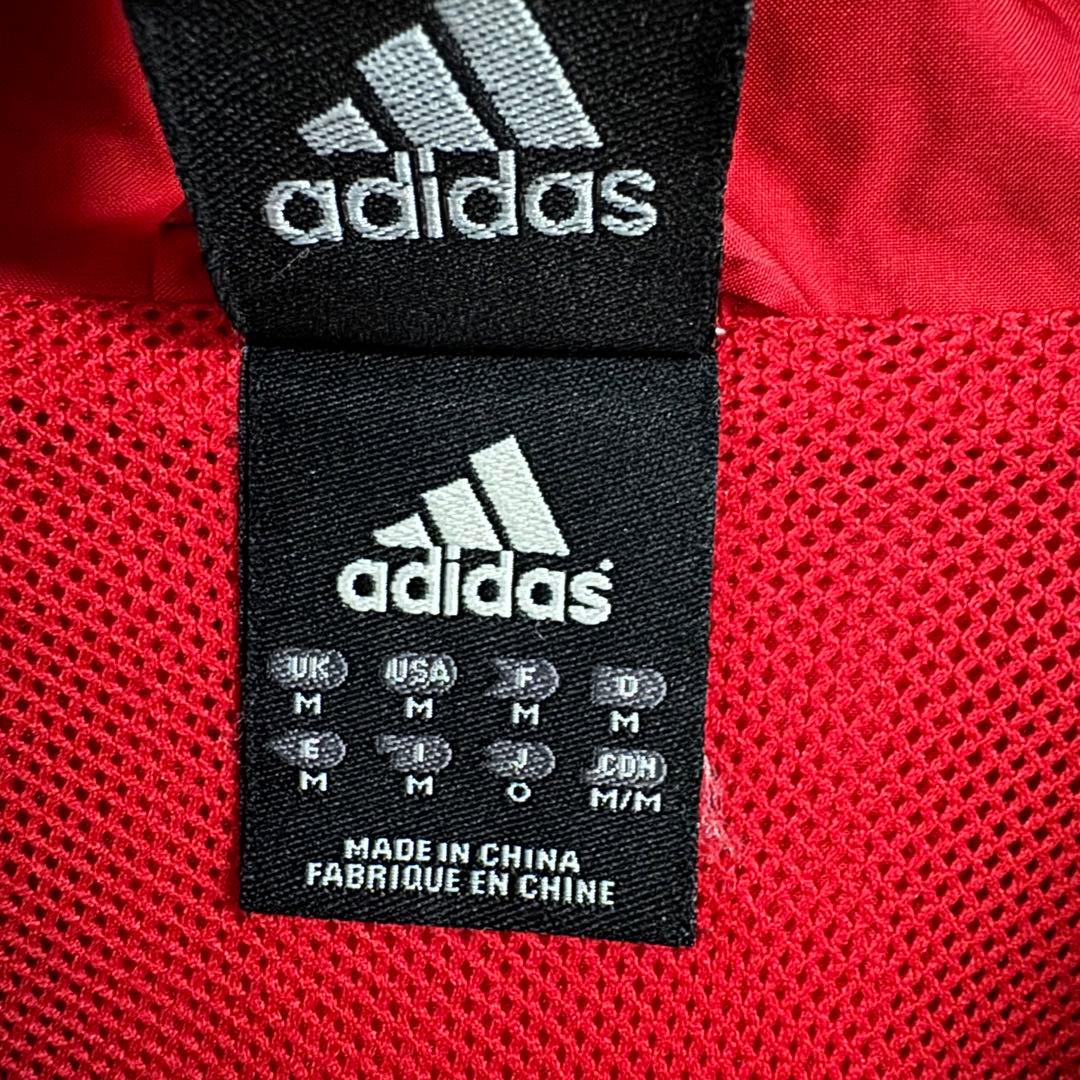 adidas
adidas
UK USA F D
M M M M
E I J CDN
M M O M/M
MADE IN CHINA
FABRIQUE EN CHINE